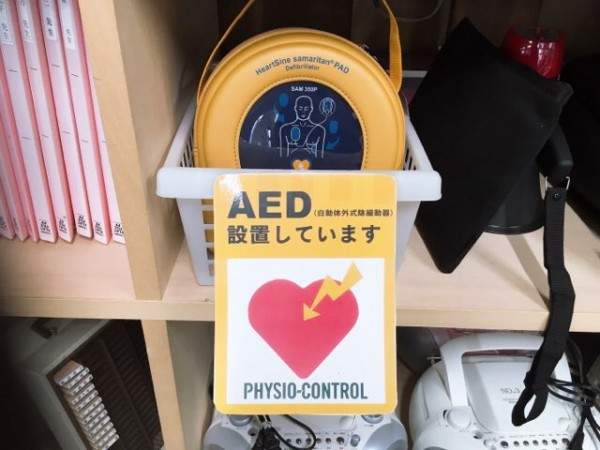 HeartSine samaritan® PAD
Defibrillator
SAM 350P
AED (自動体外式除細動器)
設置しています
PHYSIO-CONTROL